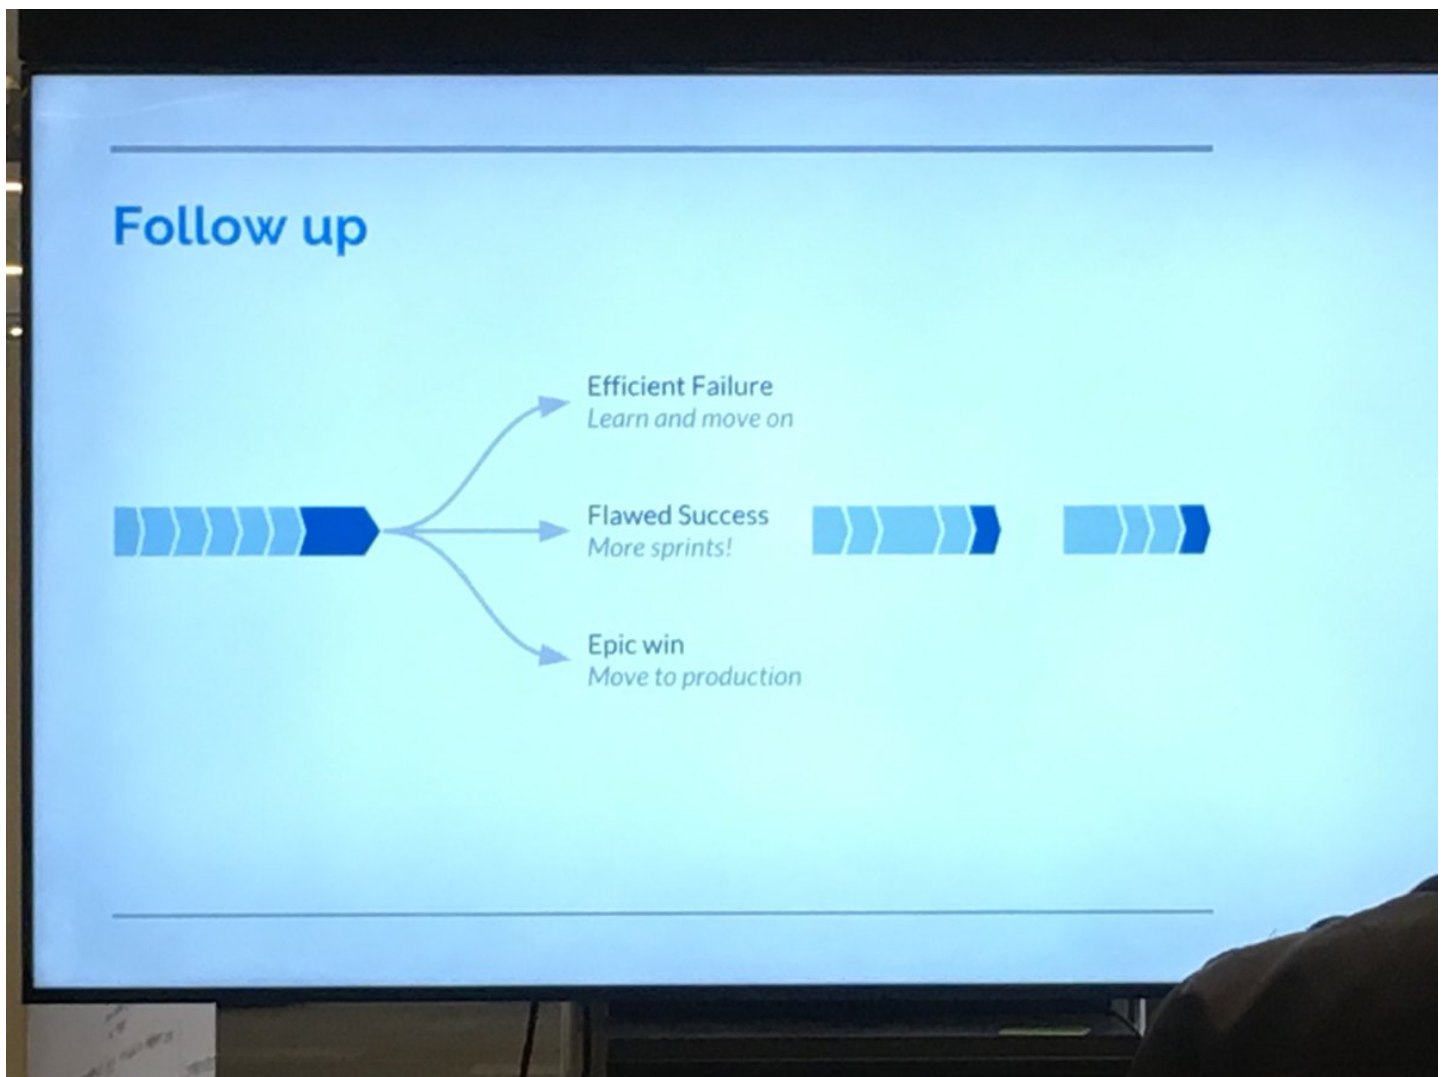 Follow up
Efficient Failure
Learn and move on
Flawed Success
More sprints!
Epic win
Move to production